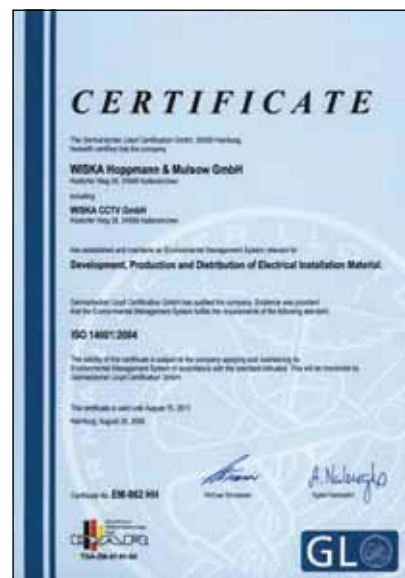 CERTIFICATE
The Germanischer Lloyd Certification GmbH, 20459 Hamburg,
herewith certifies that the company
WISKA Hoppmann & Mulsow GmbH
Kisdorfer Weg 28, 24568 Kaltenkirchen
including
WISKA CCTV GmbH
Kisdorfer Weg 28, 24568 Kaltenkirchen
has established and maintains an Environmental Management System relevant for
Development, Production and Distribution of Electrical Installation Material.
Germanischer Lloyd Certification GmbH has audited the company. Evidence was provided
that the Environmental Management System fulfils the requirements of the following standard:
ISO 14001:2004
The validity of this certificate is subject to the company applying and maintaining its
Environmental Management System in accordance with the standard indicated. This will be monitored by
Germanischer Lloyd Certification GmbH.
The certificate is valid until August
Hamburg, August
Certificate No. EM-862 HH
GL